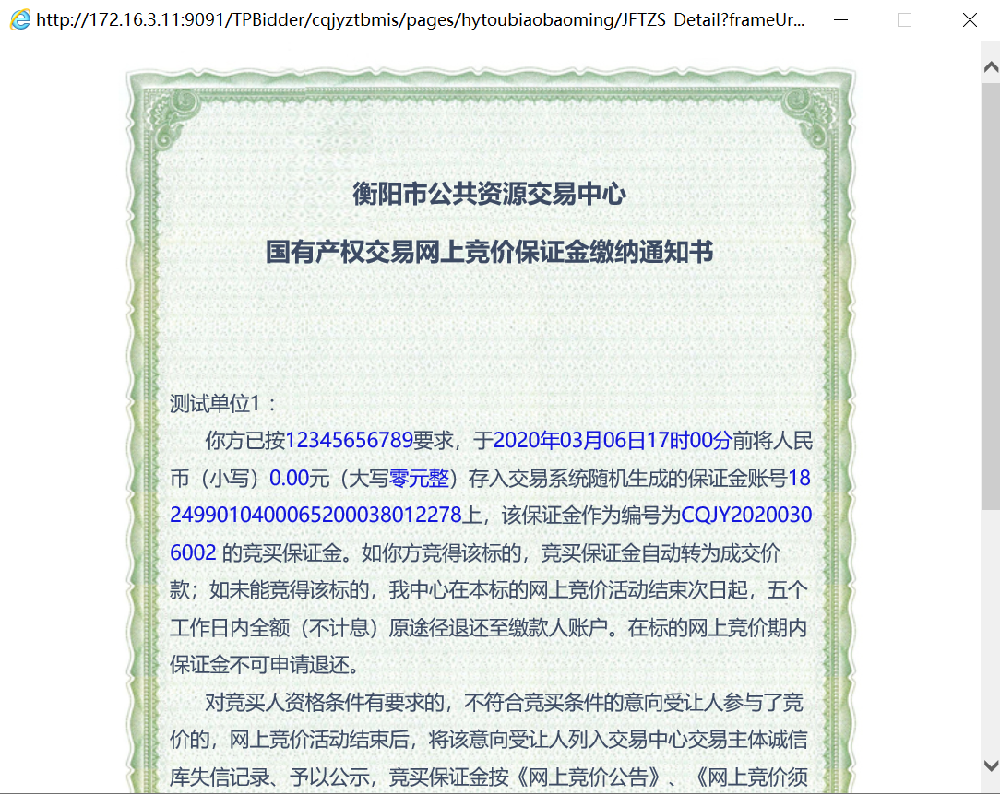 http://172.16.3.11:9091/TPBidder/cqjyztbmis/pages/hytoubiaobaoming/JFTZS_Detail?frameUr...
衡阳市公共资源交易中心
国有产权交易网上竞价保证金缴纳通知书
测试单位1：
你方已按12345656789要求，于2020年03月06日17时00分前将人民
币（小写）0.00元（大写零元整）存入交易系统随机生成的保证金账号18
2499010400065200038012278上，该保证金作为编号为CQJY2020030
6002 的竞买保证金。如你方竞得该标的，竞买保证金自动转为成交价
款；如未能竞得该标的，我中心在本标的网上竞价活动结束次日起，五个
工作日内全额（不计息）原途径退还至缴款人账户。在标的网上竞价期内
保证金不可申请退还。
对竞买人资格条件有要求的，不符合竞买条件的意向受让人参与了竞
价的，网上竞价活动结束后，将该意向受让人列入交易中心交易主体诚信
库失信记录、予以公示，竞买保证金按《网上竞价公告》、《网上竞价须